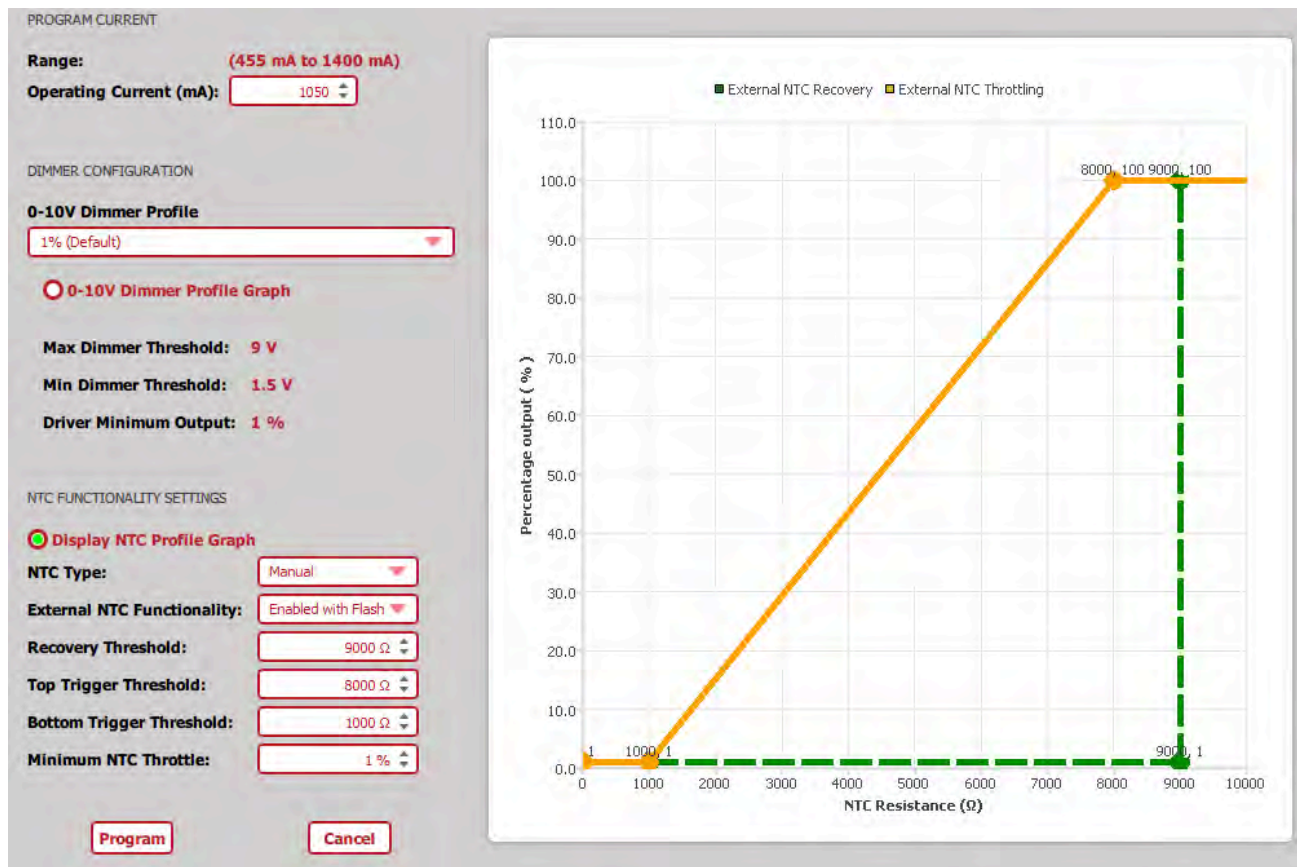 PROGRAM CURRENT
Range: (455 mA to 1400 mA)
Operating Current (mA): 1050
DIMMER CONFIGURATION
0-10V Dimmer Profile
1% (Default)
0-10V Dimmer Profile Graph
Max Dimmer Threshold: 9 V
Min Dimmer Threshold: 1.5 V
Driver Minimum Output: 1 %
NTC FUNCTIONALITY SETTINGS
Display NTC Profile Graph
NTC Type: Manual
External NTC Functionality: Enabled with Flash
Recovery Threshold: 9000 Ω
Top Trigger Threshold: 8000 Ω
Bottom Trigger Threshold: 1000 Ω
Minimum NTC Throttle: 1 %
Program Cancel
External NTC Recovery External NTC Throttling
110.0
8000, 100 9000, 100
100.0
90.0
80.0
70.0
60.0
50.0
40.0
30.0
20.0
10.0
1 1000, 1 9000, 1
0.0
Percentage output ( % )
0 1000 2000 3000 4000 5000 6000 7000 8000 9000 10000
NTC Resistance (Ω)